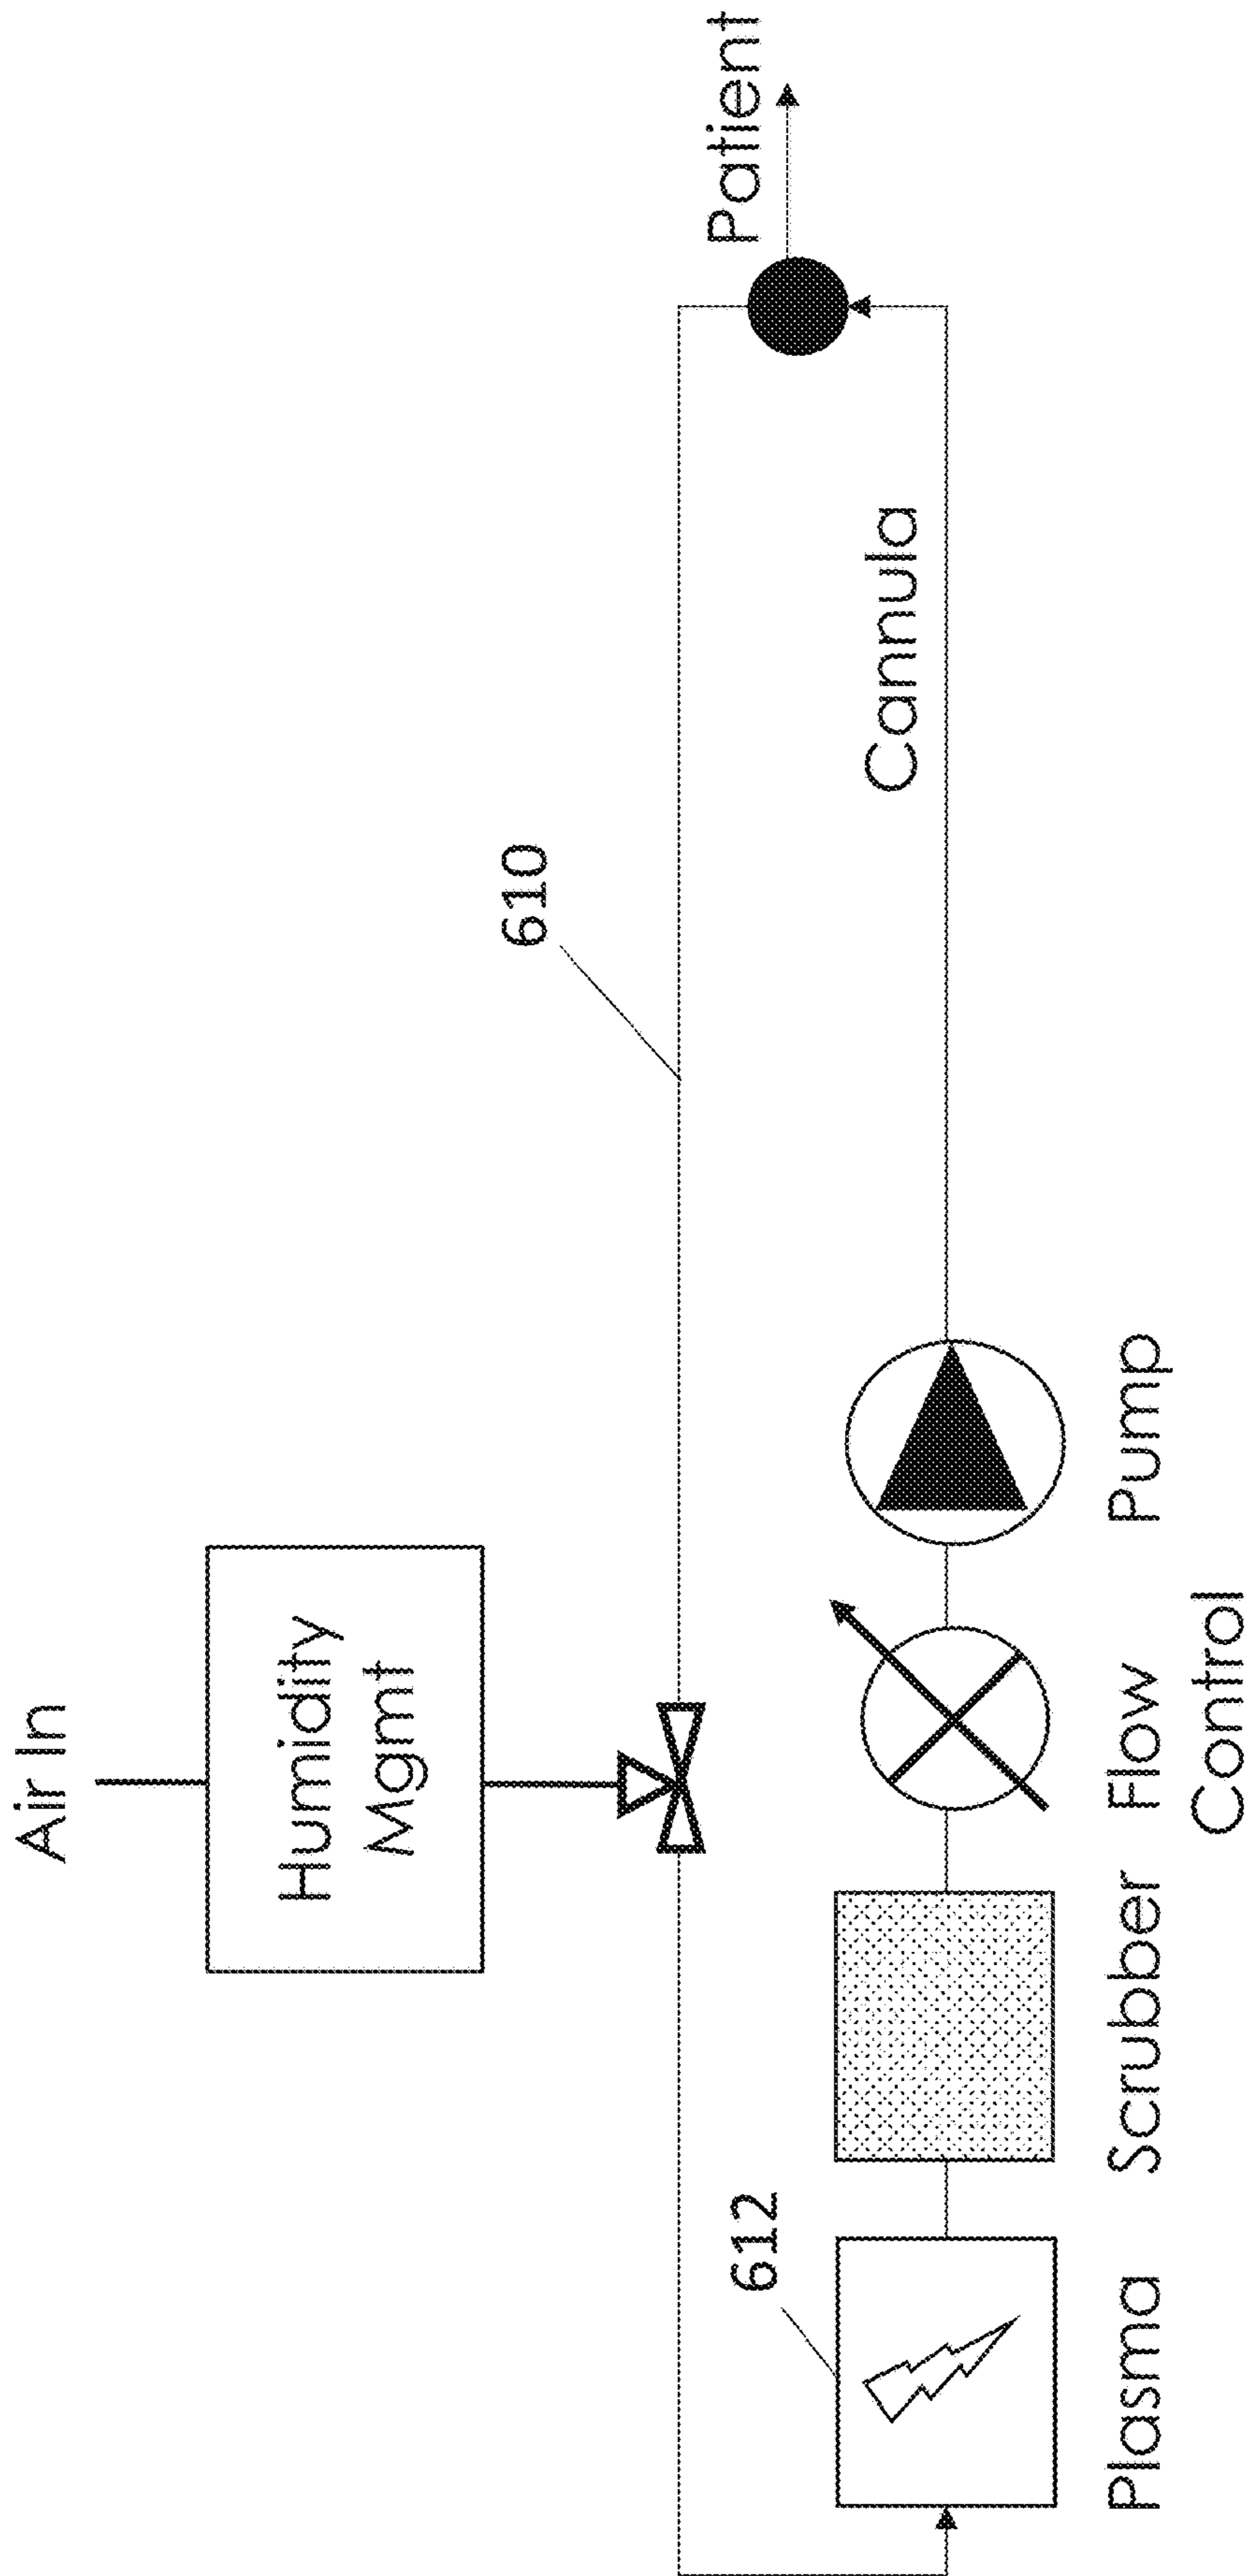 Air In
Humidity
Mgmt
610
Patient
Cannula
612
Plasma
Scrubber
Flow
Control
Pump